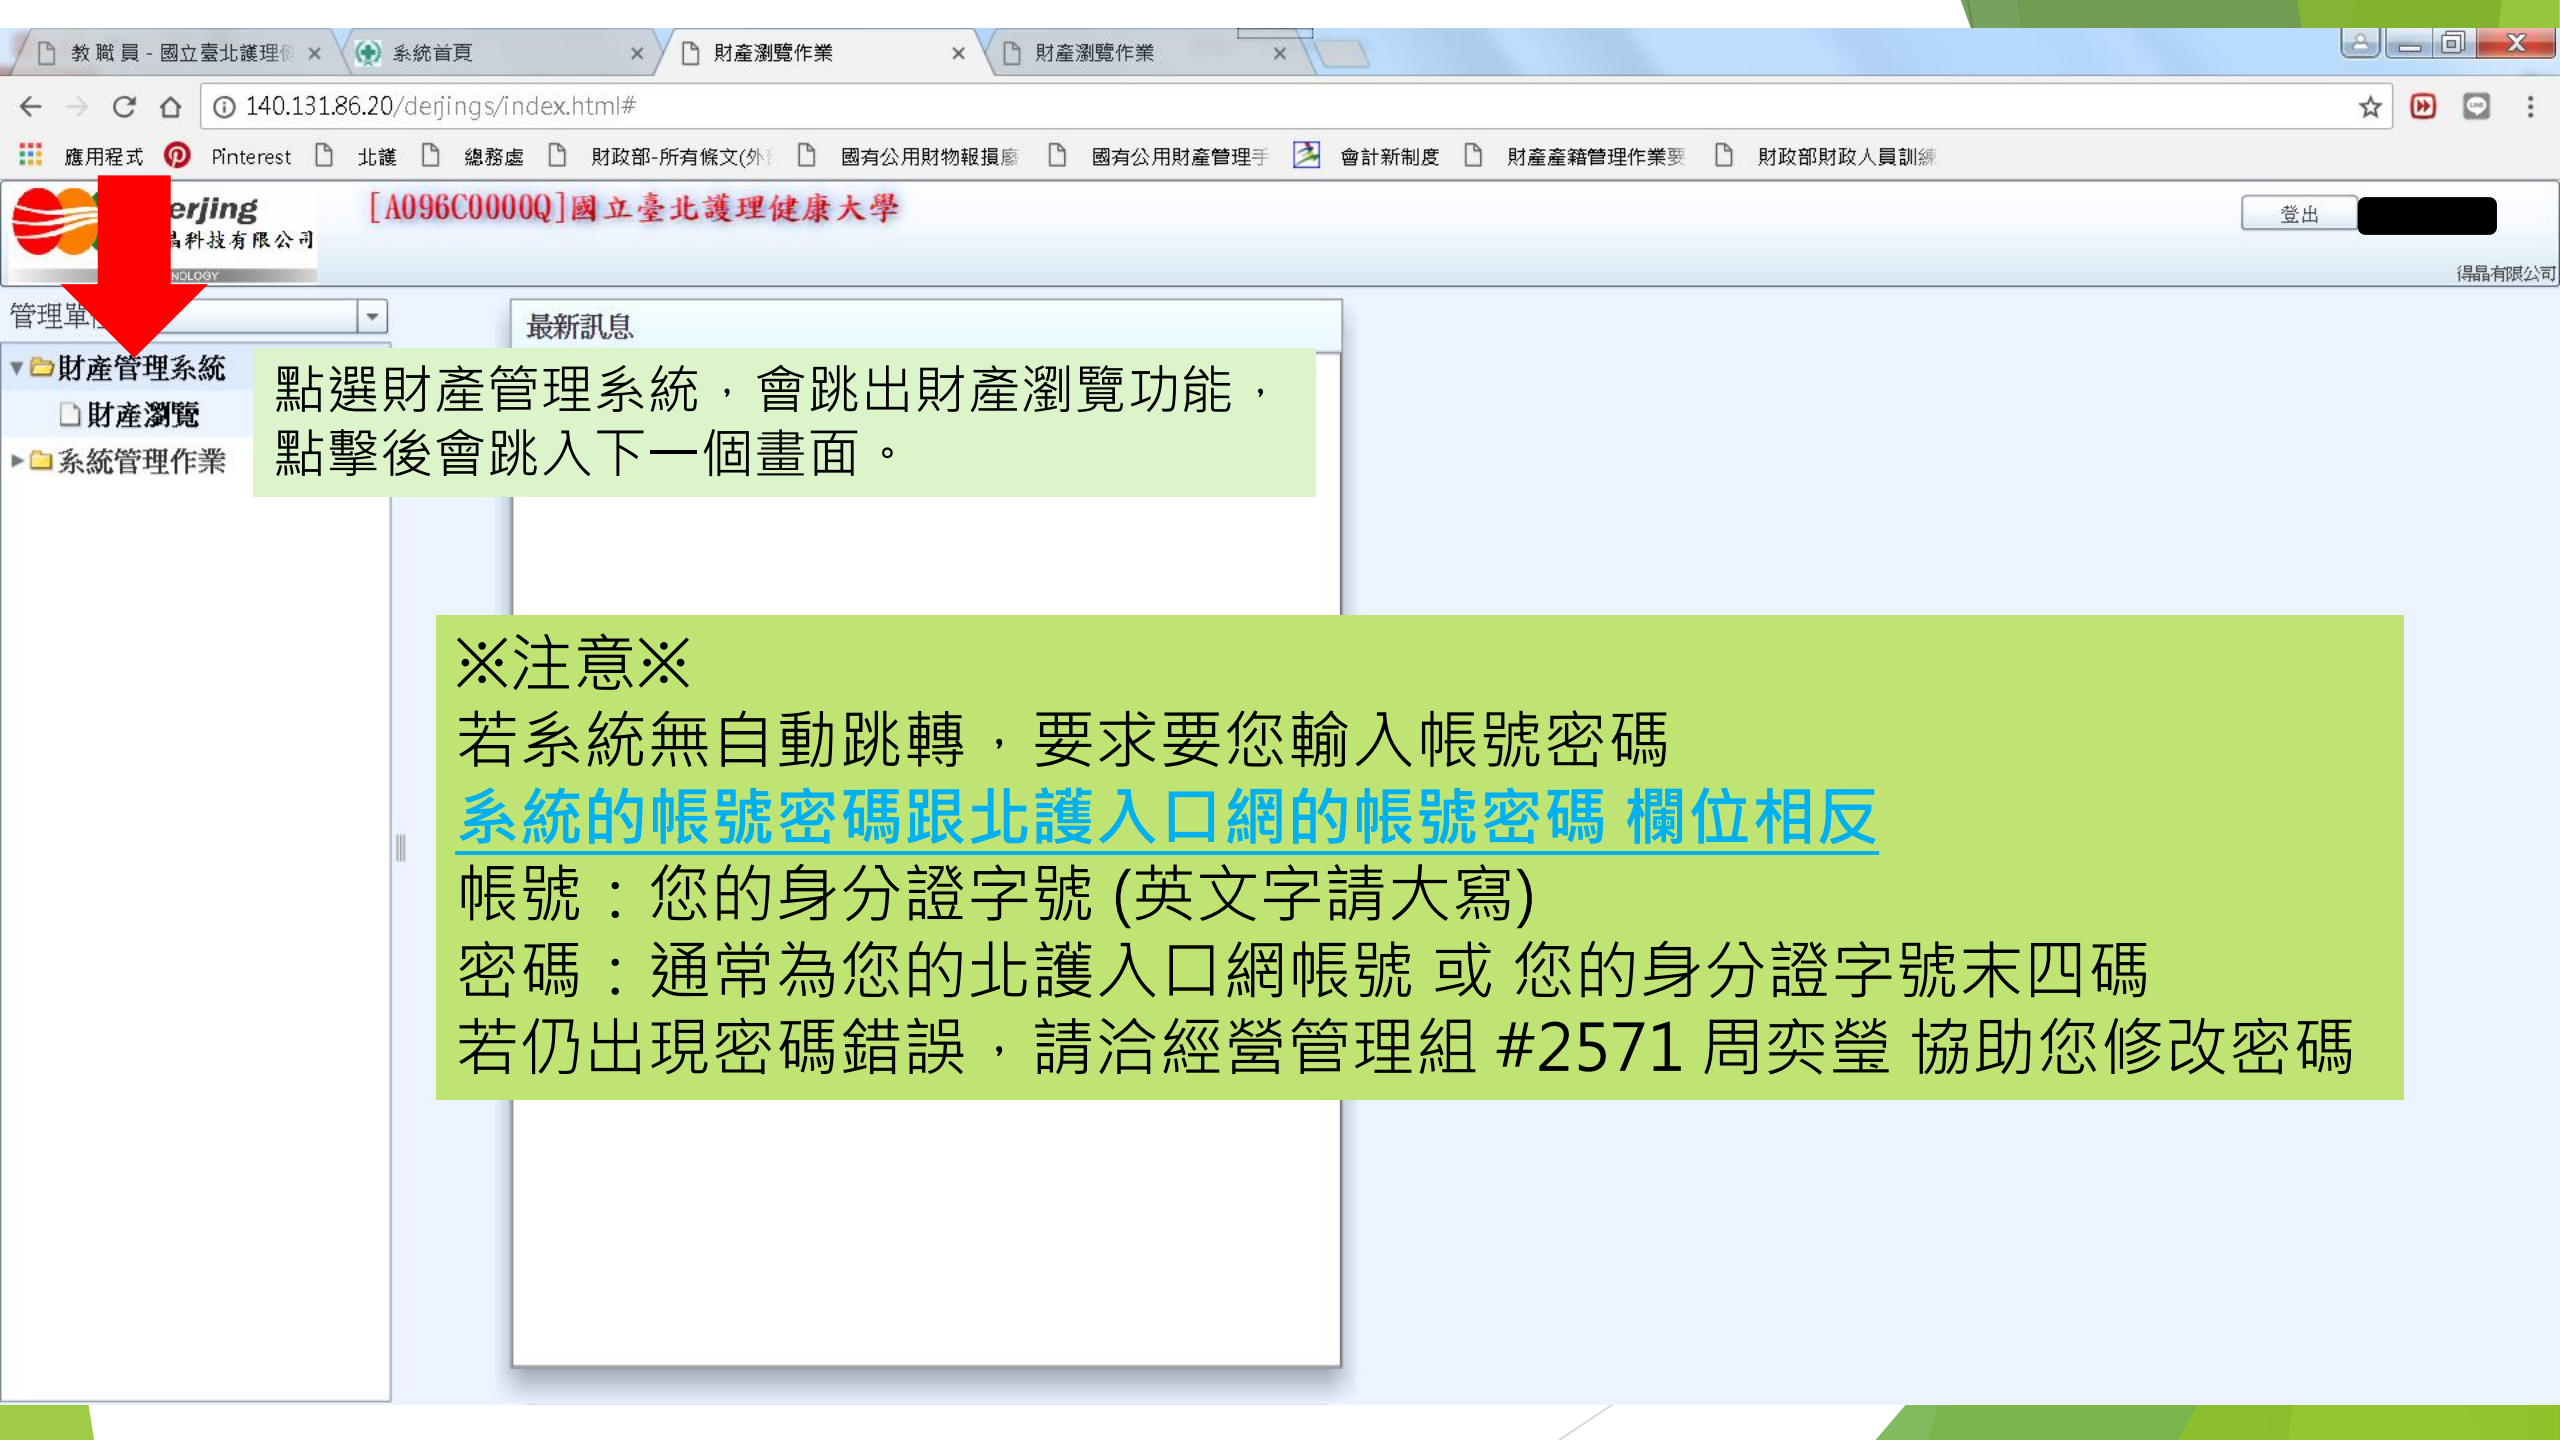 教 職 員 - 國立臺北護理
系統首頁
財產瀏覽作業
財產瀏覽作業
140.131.86.20/derjings/index.html#
應用程式
Pinterest
北護
總務處
財政部-所有條文(外
國有公用財物報損廢
國有公用財產管理手
會計新制度
財產產籍管理作業要
財政部財政人員訓練
erjing
晶科技有限公司
NOLOGY
[A096C0000Q]國立臺北護理健康大學
登出
得晶有限公司
管理單
最新訊息
財產管理系統
財產瀏覽
系統管理作業
點選財產管理系統，會跳出財產瀏覽功能，
點擊後會跳入下一個畫面。
※注意※
若系統無自動跳轉，要求要您輸入帳號密碼
系統的帳號密碼跟北護入口網的帳號密碼 欄位相反
帳號：您的身分證字號 (英文字請大寫)
密碼：通常為您的北護入口網帳號 或 您的身分證字號末四碼
若仍出現密碼錯誤，請洽經營管理組 #2571 周奕瑩 協助您修改密碼